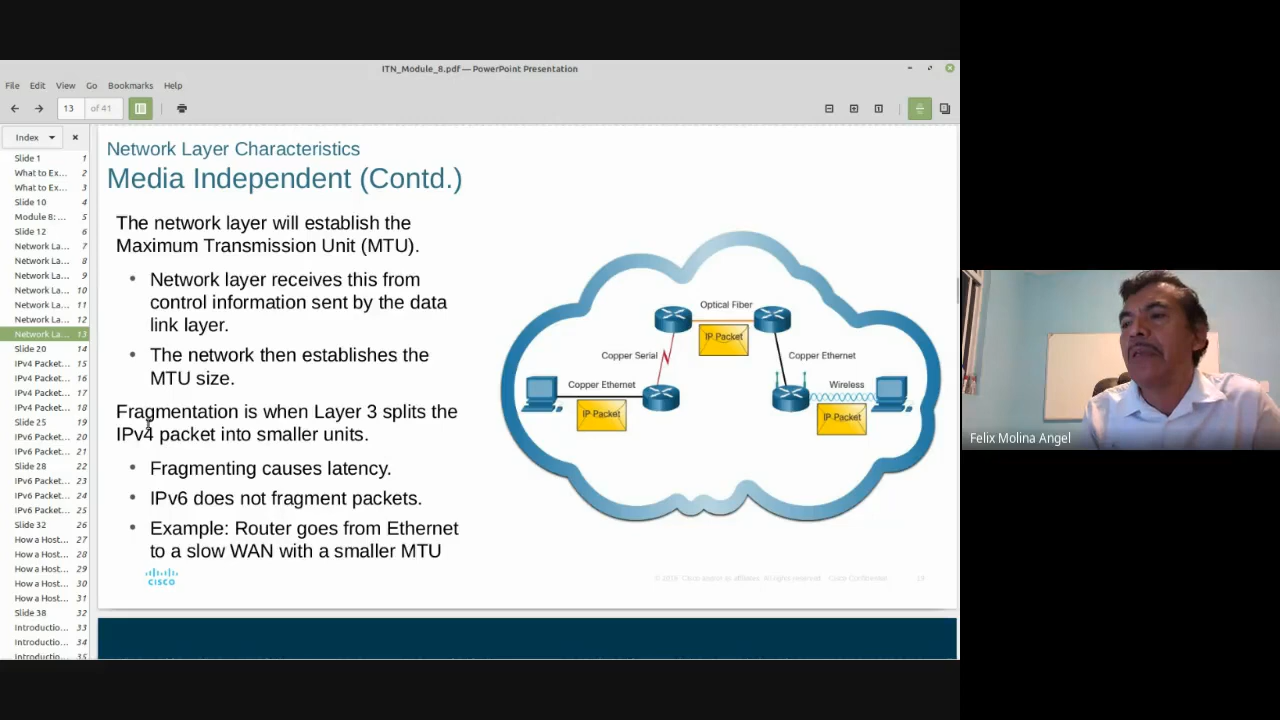 ITN_Module_8.pdf — PowerPoint Presentation
File Edit View Go Bookmarks Help
13 of 41
Index
Slide 1 1
What to Ex... 2
What to Ex... 3
Slide 10 4
Module 8: ... 5
Slide 12 6
Network La... 7
Network La... 8
Network La... 9
Network La... 10
Network La... 11
Network La... 12
Network La... 13
Slide 20 14
IPv4 Packet... 15
IPv4 Packet... 16
IPv4 Packet... 17
IPv4 Packet... 18
Slide 25 19
IPv6 Packet... 20
IPv6 Packet... 21
Slide 28 22
IPv6 Packet... 23
IPv6 Packet... 24
IPv6 Packet... 25
Slide 32 26
How a Host... 27
How a Host... 28
How a Host... 29
How a Host... 30
How a Host... 31
Slide 38 32
Introductio... 33
Introductio... 34
Introductio... 35
Network Layer Characteristics
Media Independent (Contd.)
The network layer will establish the
Maximum Transmission Unit (MTU).
• Network layer receives this from
control information sent by the data
link layer.
• The network then establishes the
MTU size.
Fragmentation is when Layer 3 splits the
IPv4 packet into smaller units.
• Fragmenting causes latency.
• IPv6 does not fragment packets.
• Example: Router goes from Ethernet
to a slow WAN with a smaller MTU
Optical Fiber
IP Packet
Copper Serial
Copper Ethernet
Copper Ethernet
Wireless
IP Packet
IP Packet
CISCO
Felix Molina Angel